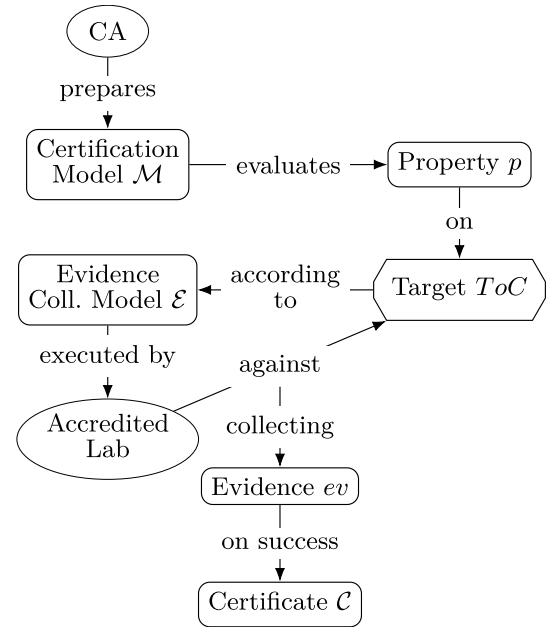 CA
prepares
Certification
Model ℳ
evaluates
Property p
on
Target ToC
according
to
Evidence
Coll. Model ℰ
executed by
Accredited
Lab
against
collecting
Evidence ev
on success
Certificate 𝒞